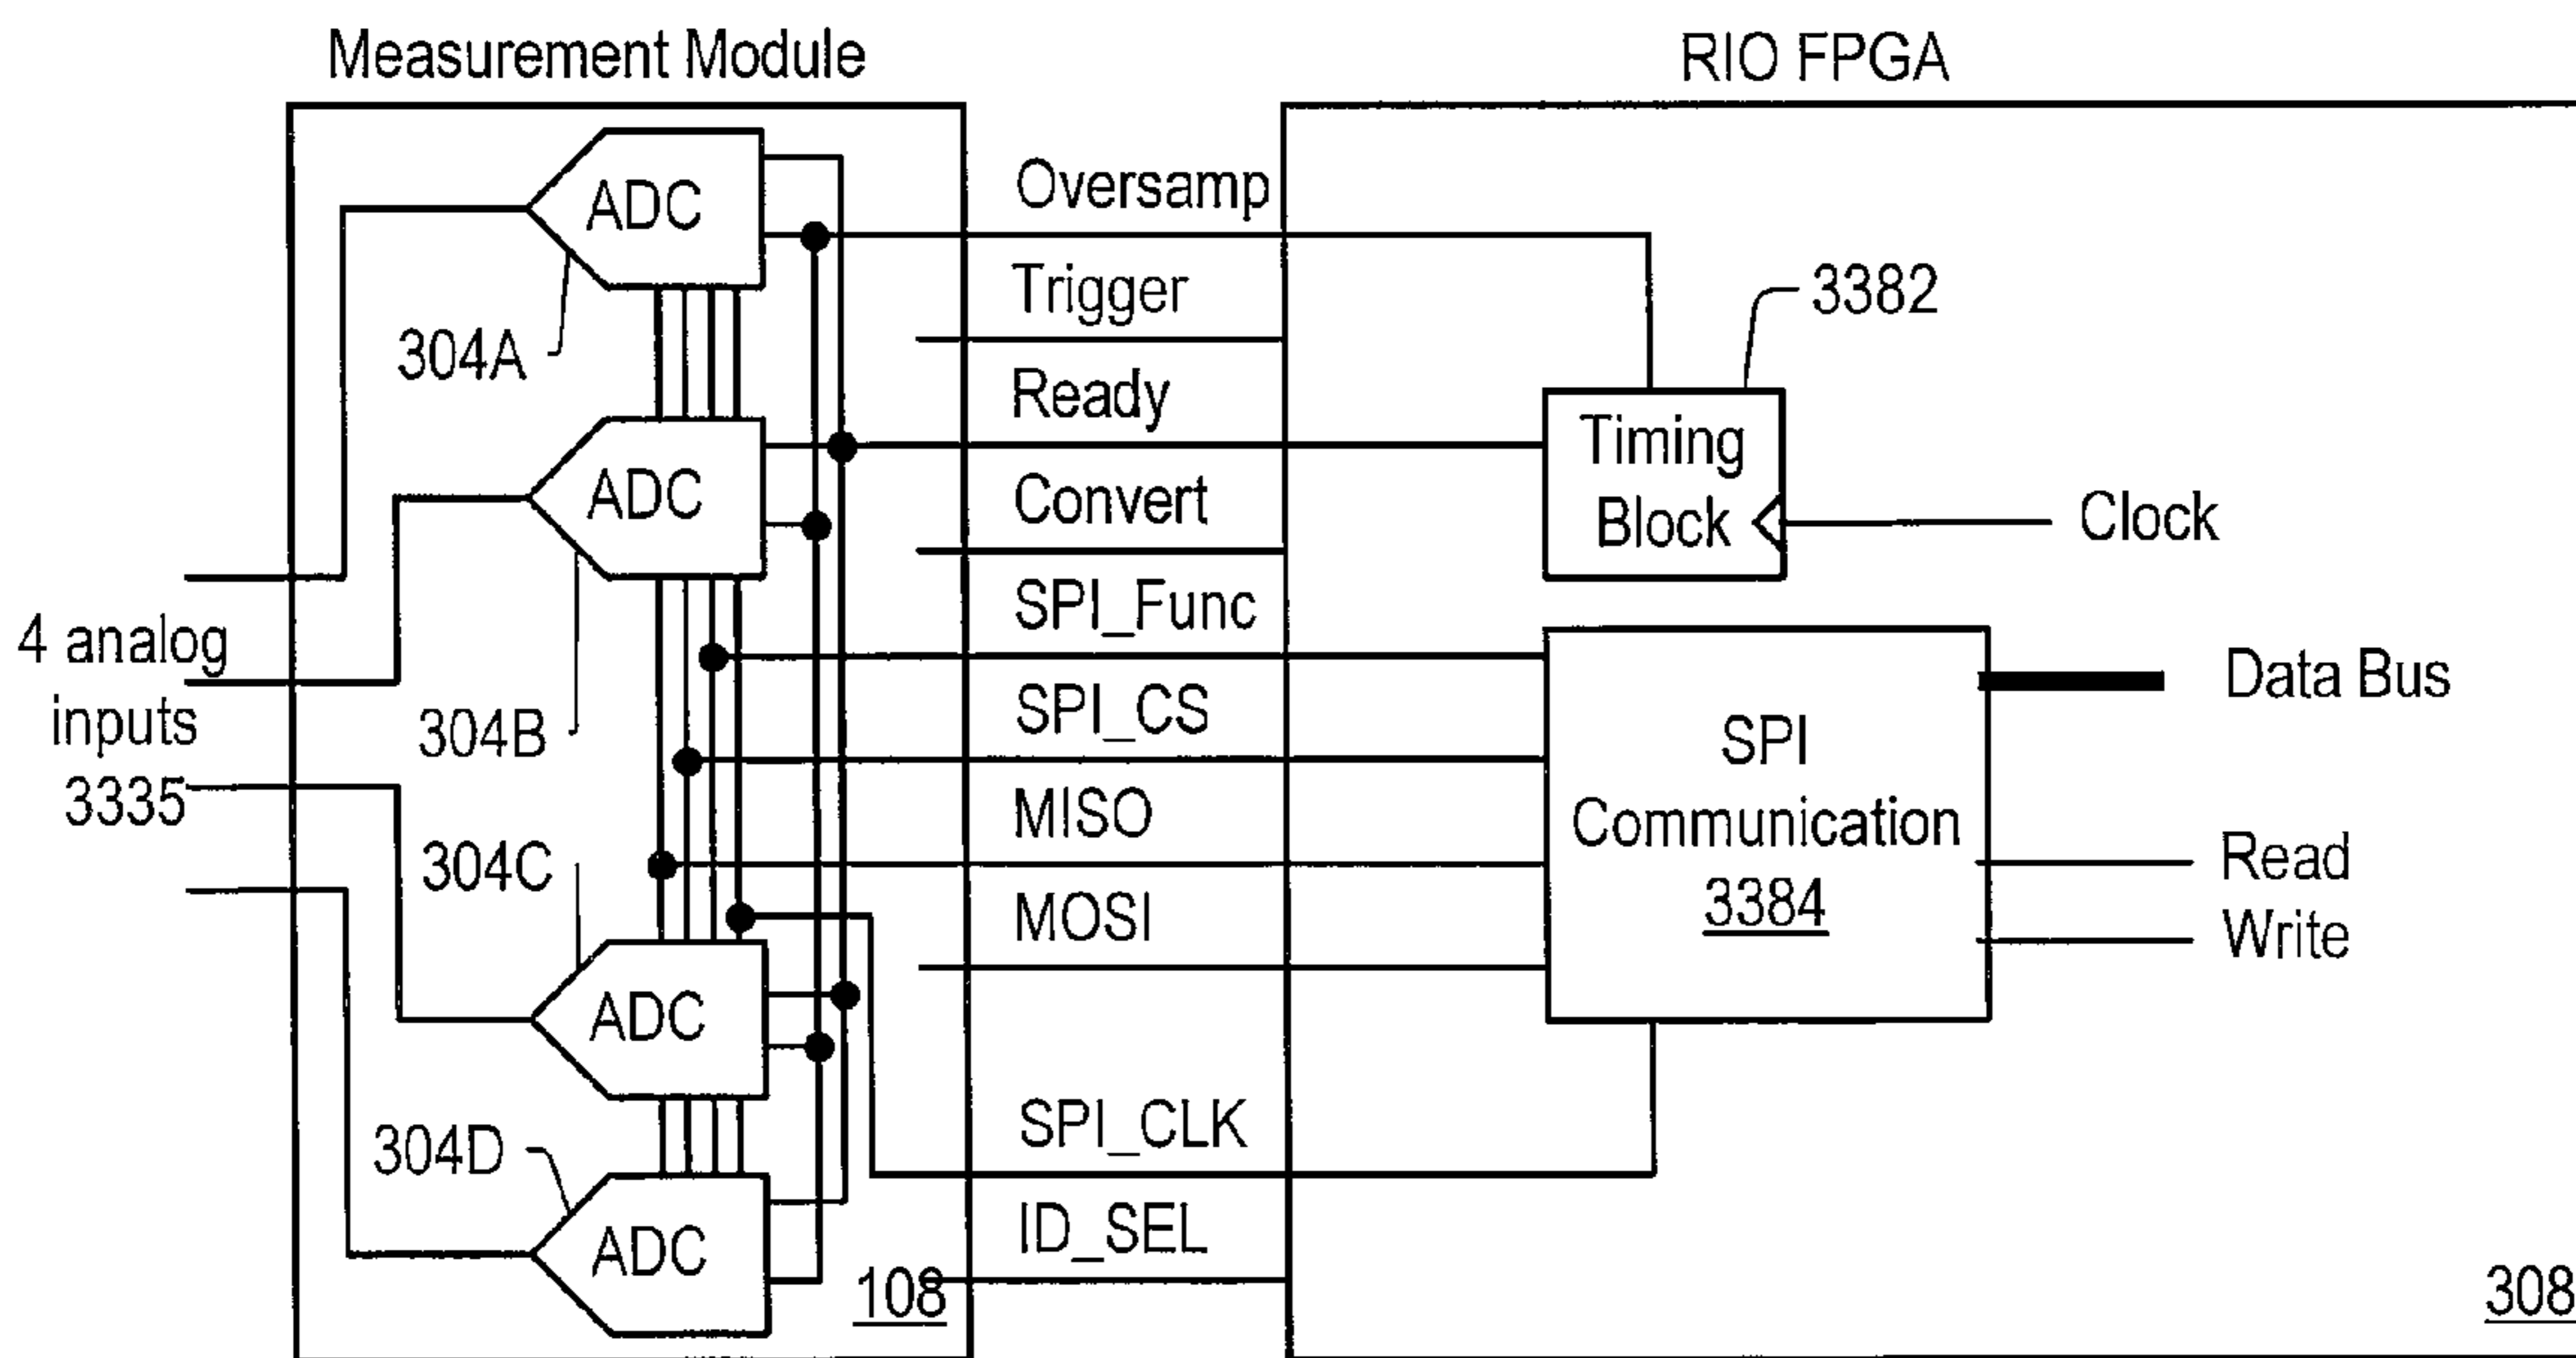 Measurement Module
RIO FPGA
ADC
304A
ADC
304B
4 analog
inputs
3335
304C
ADC
304D
ADC
108
Oversamp
Trigger
Ready
Convert
SPI_Func
SPI_CS
MISO
MOSI
SPI_CLK
ID_SEL
3382
Timing
Block
Clock
SPI
Communication
3384
Data Bus
Read
Write
308